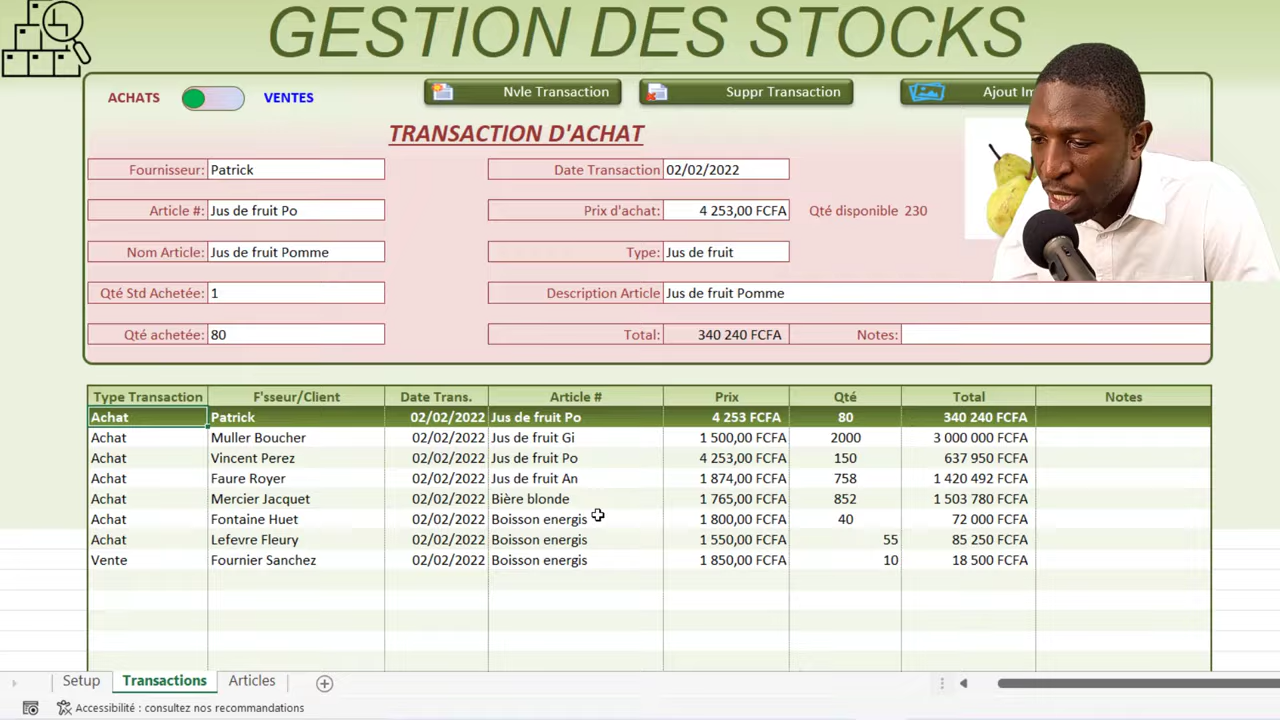 GESTION DES STOCKS
ACHATS VENTES Nvle Transaction Suppr Transaction Ajout
TRANSACTION D'ACHAT
Fournisseur: Patrick Date Transaction 02/02/2022
Article #: Jus de fruit Po Prix d'achat: 4 253,00 FCFA Qté disponible 230
Nom Article: Jus de fruit Pomme Type: Jus de fruit
Qté Std Achetée: 1 Description Article Jus de fruit Pomme
Qté achetée: 80 Total: 340 240 FCFA Notes:
Type Transaction F'sseur/Client Date Trans. Article # Prix Qté Total Notes
Achat Patrick 02/02/2022 Jus de fruit Po 4 253 FCFA 80 340 240 FCFA
Achat Muller Boucher 02/02/2022 Jus de fruit Gi 1 500,00 FCFA 2000 3 000 000 FCFA
Achat Vincent Perez 02/02/2022 Jus de fruit Po 4 253,00 FCFA 150 637 950 FCFA
Achat Faure Royer 02/02/2022 Jus de fruit An 1 874,00 FCFA 758 1 420 492 FCFA
Achat Mercier Jacquet 02/02/2022 Bière blonde 1 765,00 FCFA 852 1 503 780 FCFA
Achat Fontaine Huet 02/02/2022 Boisson energis 1 800,00 FCFA 40 72 000 FCFA
Achat Lefevre Fleury 02/02/2022 Boisson energis 1 550,00 FCFA 55 85 250 FCFA
Vente Fournier Sanchez 02/02/2022 Boisson energis 1 850,00 FCFA 10 18 500 FCFA
Setup Transactions Articles
Accessibilité : consultez nos recommandations